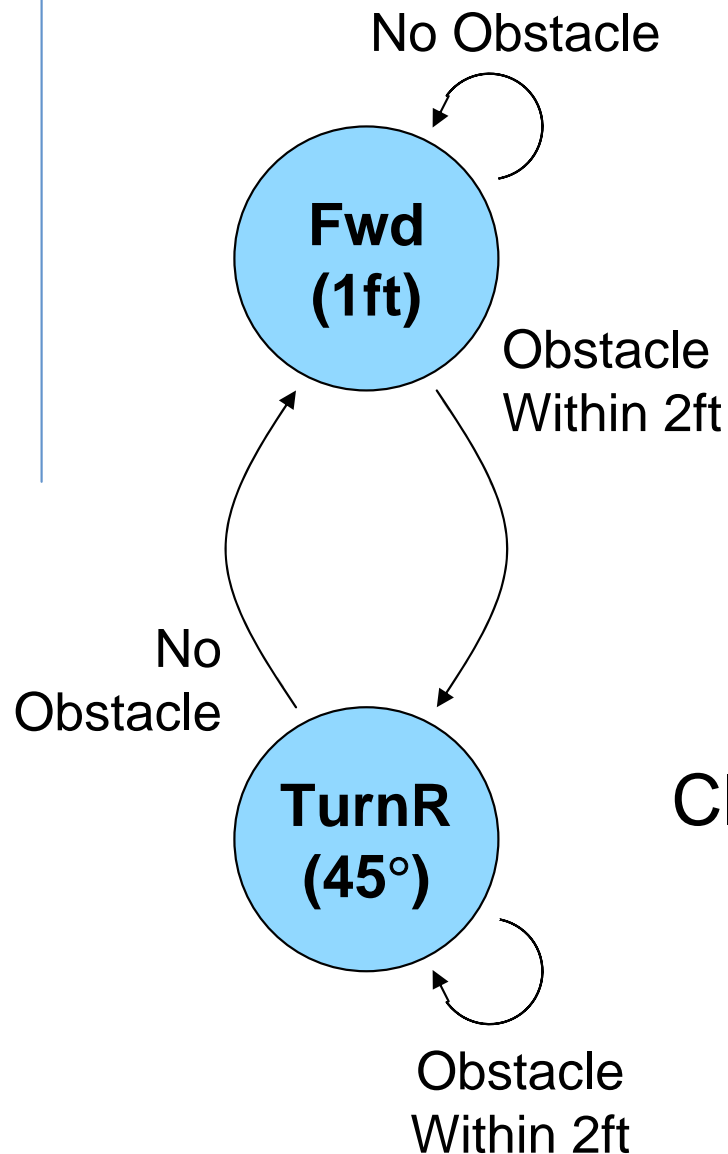 No Obstacle
Fwd
(1ft)
Obstacle
Within 2ft
No
Obstacle
TurnR
(45°)
Obstacle
Within 2ft